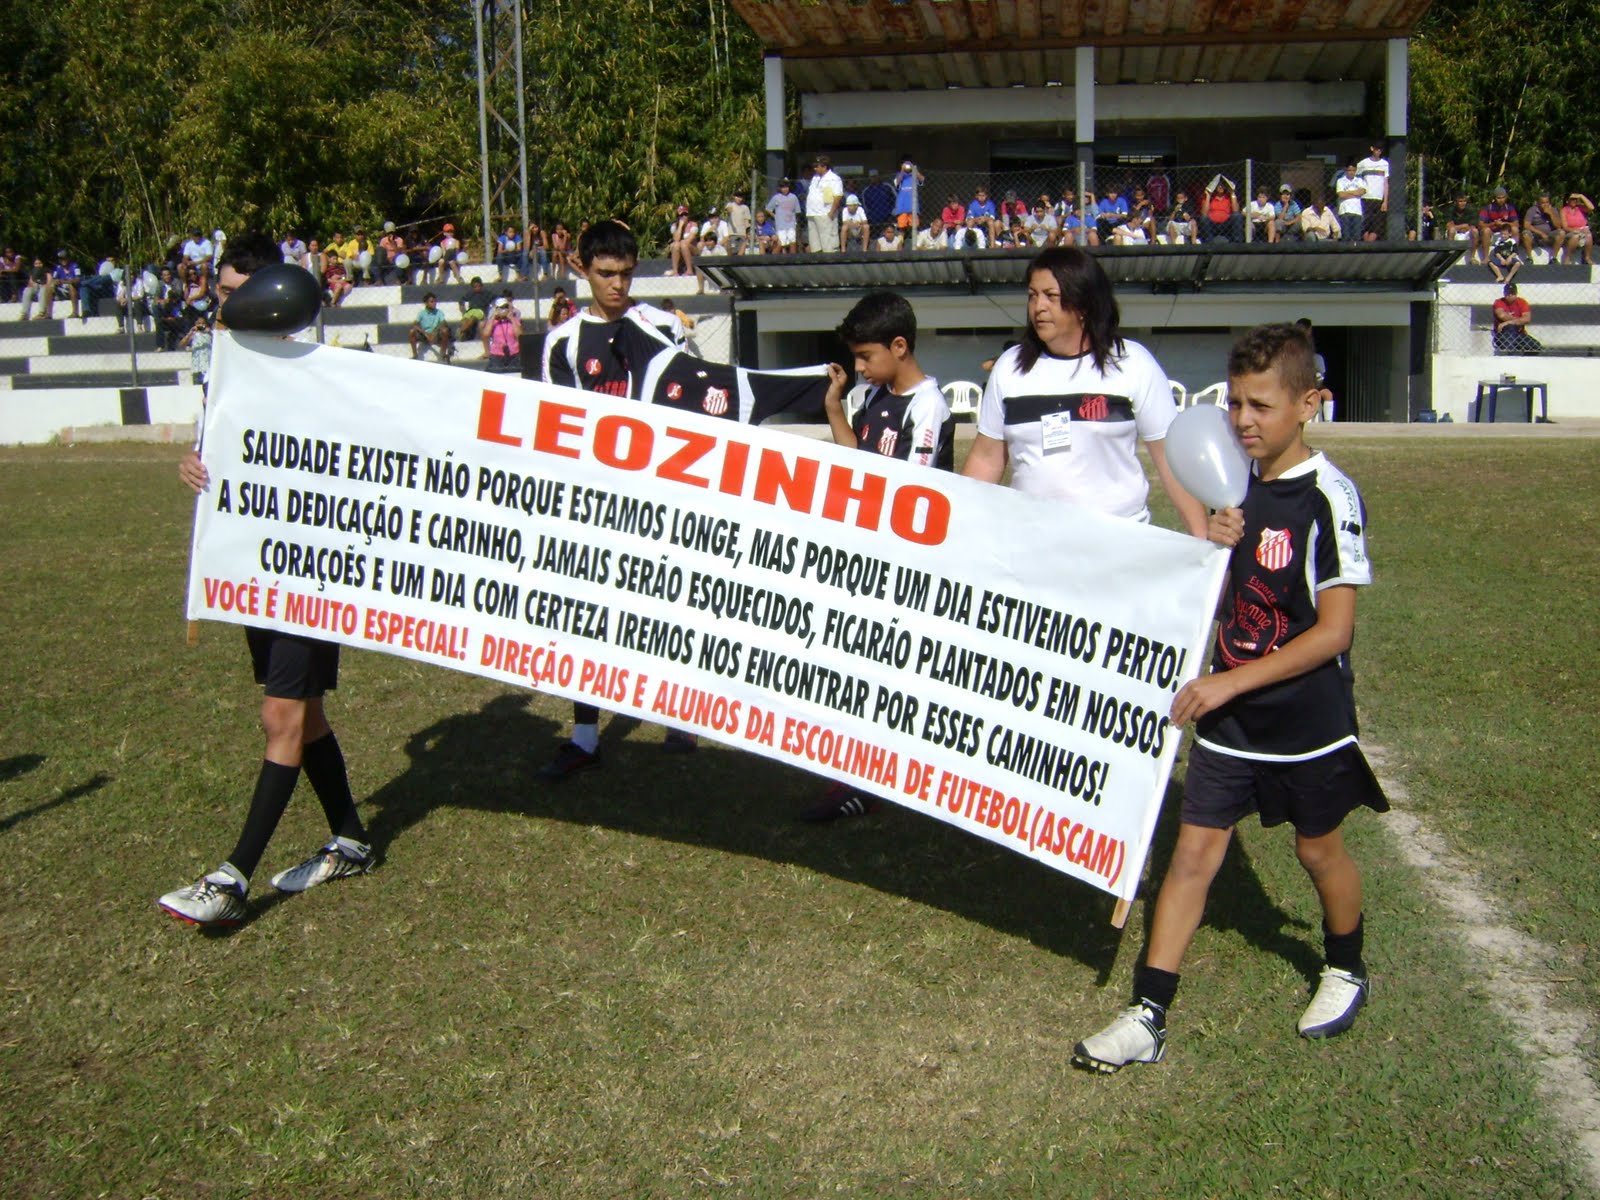 LEOZINHO
SAUDADE EXISTE NÃO PORQUE ESTAMOS LONGE, MAS PORQUE UM DIA ESTIVEMOS PERTO!
A SUA DEDICAÇÃO E CARINHO, JAMAIS SERÃO ESQUECIDOS, FICARÃO PLANTADOS EM NOSSOS
CORAÇOẼS E UM DIA COM CERTEZA IREMOS NOS ENCONTRAR POR ESSES CAMINHOS!
VOCÊ É MUITO ESPECIAL! DIREÇÃO PAIS E ALUNOS DA ESCOLINHA DE FUTEBOL(ASCAM)